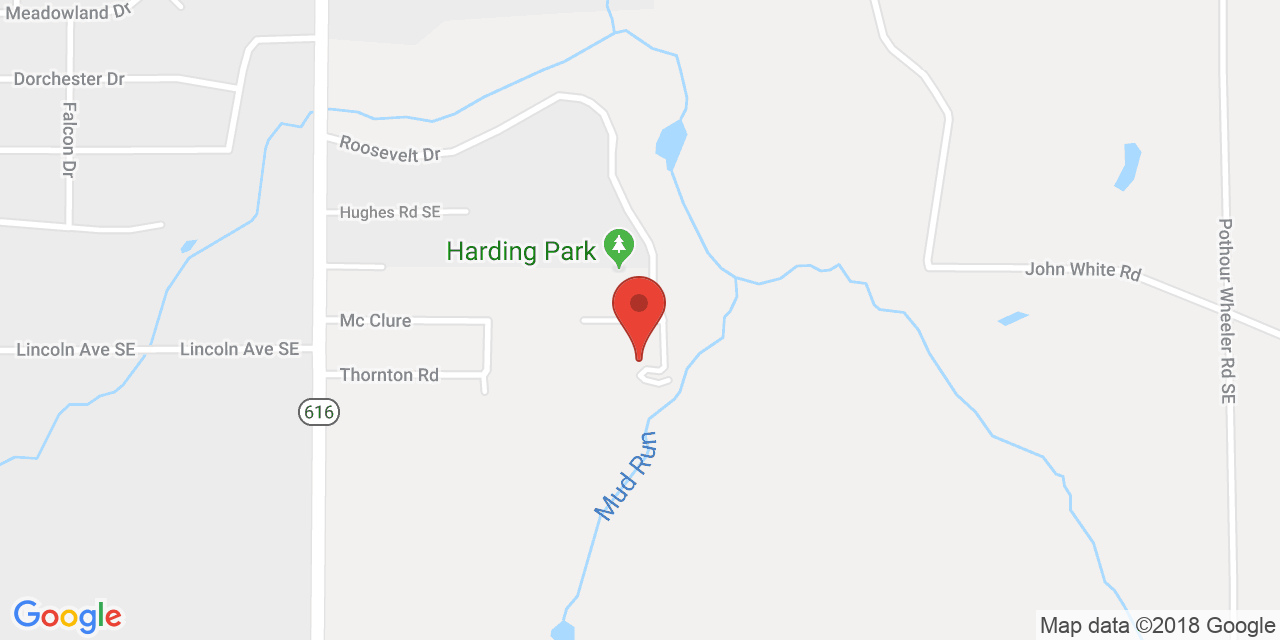 Meadowland Dr
Dorchester Dr
Falcon Dr
Roosevelt Dr
Hughes Rd SE
Harding Park
John White Rd
Pothour Wheeler Rd SE
Mc Clure
Lincoln Ave SE
Lincoln Ave SE
Thornton Rd
616
Mud Run
Google
Map data ©2018 Google